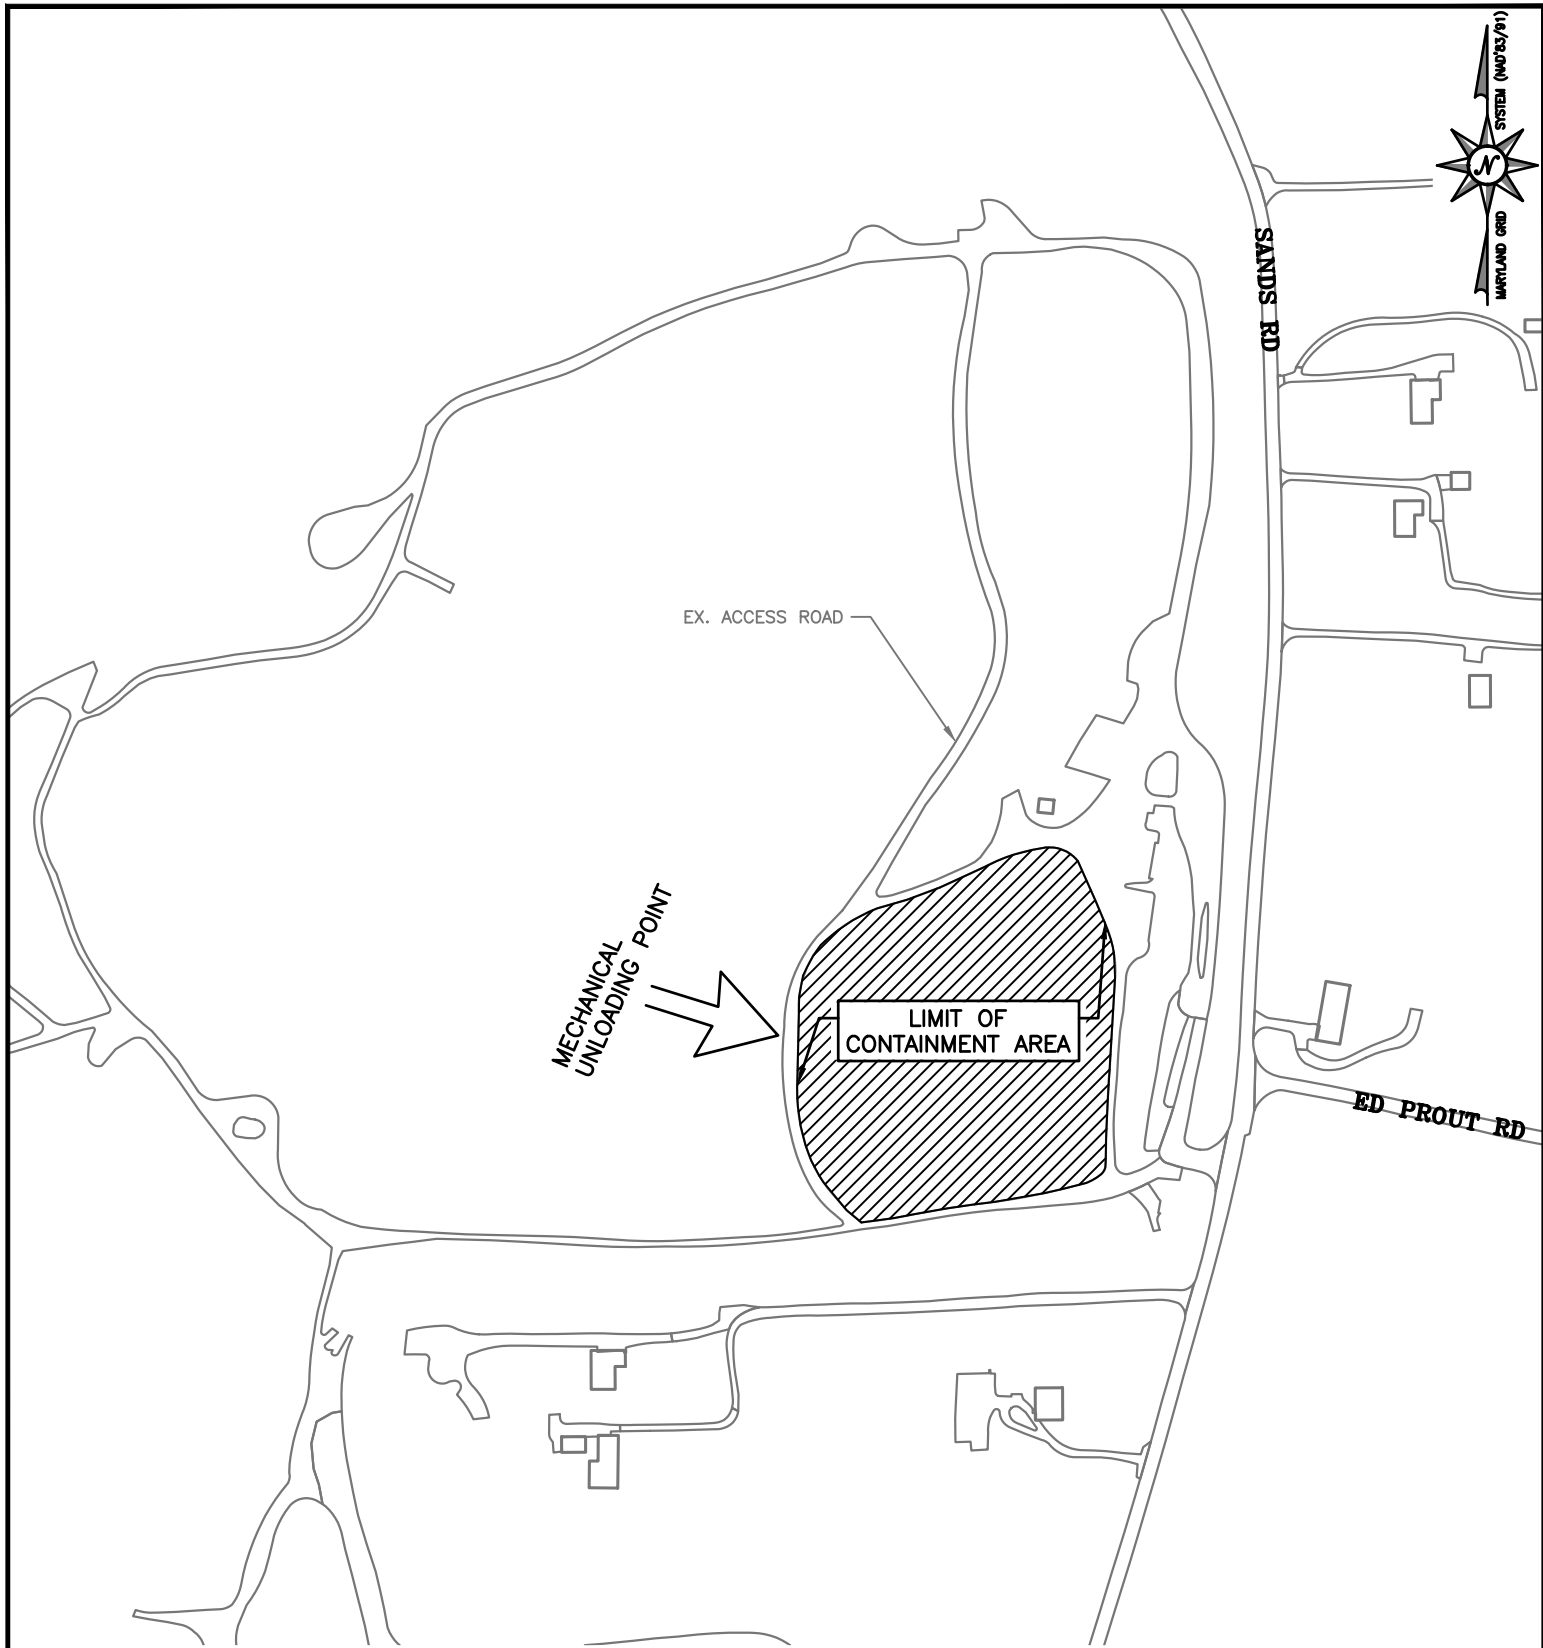 SYSTEM (NAD'83/91)
N
MARYLAND GRID
SANDS RD
EX. ACCESS ROAD
MECHANICAL
UNLOADING POINT
LIMIT OF
CONTAINMENT AREA
ED PROUT RD